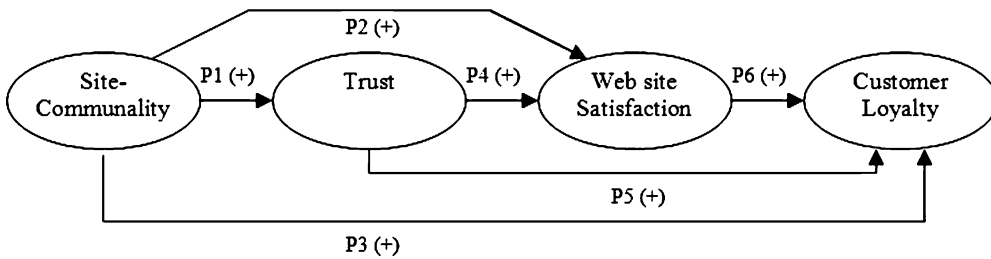 P2 (+)
Site-
Communality
P1 (+)
Trust
P4 (+)
Web site
Satisfaction
P6 (+)
Customer
Loyalty
P5 (+)
P3 (+)